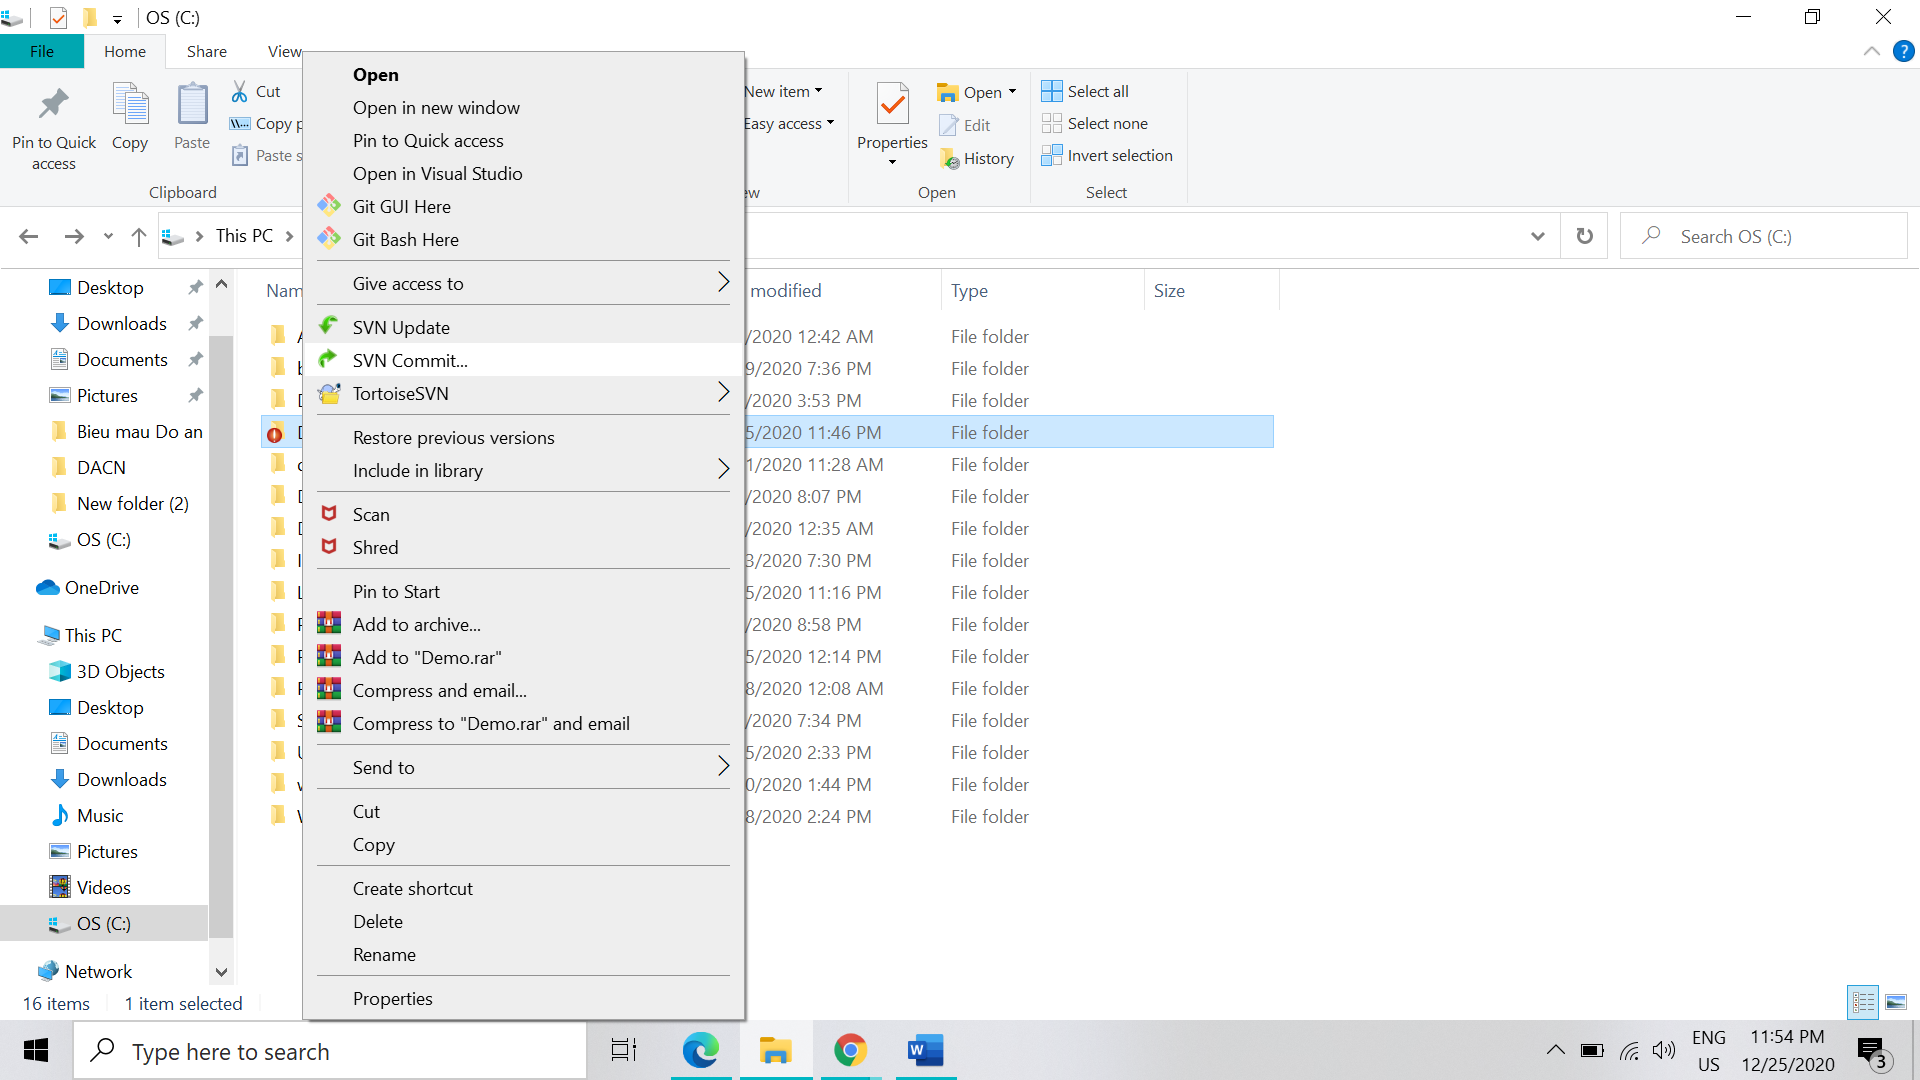 OS (C:)
File
Home
Share
View
Pin to Quick
access
Copy
Paste
Cut
Copy
Paste
Clipboard
New item
Easy access
Properties
Open
Edit
History
Open
Select all
Select none
Invert selection
Select
This PC
Search OS (C:)
Desktop
Downloads
Documents
Pictures
Bieu mau Do an
DACN
New folder (2)
OS (C:)
OneDrive
This PC
3D Objects
Desktop
Documents
Downloads
Music
Pictures
Videos
OS (C:)
Network
16 items
1 item selected
Open
Open in new window
Pin to Quick access
Open in Visual Studio
Git GUI Here
Git Bash Here
Give access to
SVN Update
SVN Commit...
TortoiseSVN
Restore previous versions
Include in library
Scan
Shred
Pin to Start
Add to archive...
Add to "Demo.rar"
Compress and email...
Compress to "Demo.rar" and email
Send to
Cut
Copy
Create shortcut
Delete
Rename
Properties
modified Type Size
/2020 12:42 AM File folder
9/2020 7:36 PM File folder
/2020 3:53 PM File folder
5/2020 11:46 PM File folder
1/2020 11:28 AM File folder
/2020 8:07 PM File folder
/2020 12:35 AM File folder
3/2020 7:30 PM File folder
5/2020 11:16 PM File folder
/2020 8:58 PM File folder
5/2020 12:14 PM File folder
8/2020 12:08 AM File folder
/2020 7:34 PM File folder
5/2020 2:33 PM File folder
0/2020 1:44 PM File folder
8/2020 2:24 PM File folder
Type here to search
ENG
US
11:54 PM
12/25/2020
3